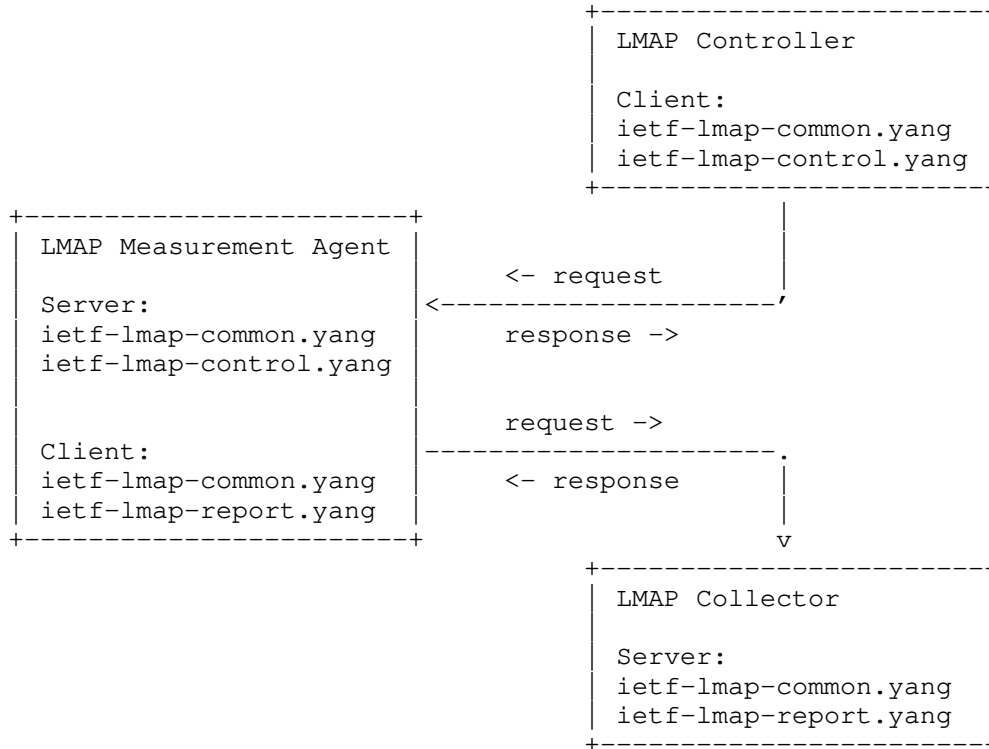 LMAP Controller
Client:
ietf-lmap-common.yang
ietf-lmap-control.yang
LMAP Measurement Agent
<- request
Server:
ietf-lmap-common.yang
response ->
ietf-lmap-control.yang
request ->
Client:
ietf-lmap-common.yang
<- response
ietf-lmap-report.yang
v
LMAP Collector
Server:
ietf-lmap-common.yang
ietf-lmap-report.yang